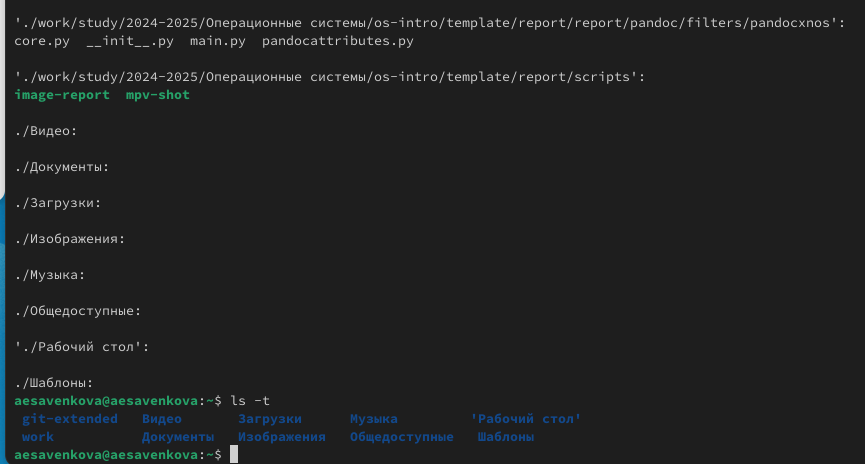 './work/study/2024-2025/Операционные системы/os-intro/template/report/report/pandoc/filters/pandocxnos':
core.py  __init__.py  main.py  pandocattributes.py
'./work/study/2024-2025/Операционные системы/os-intro/template/report/scripts':
image-report  mpv-shot
./Видео:
./Документы:
./Загрузки:
./Изображения:
./Музыка:
./Общедоступные:
'./Рабочий стол':
./Шаблоны:
aesavenkova@aesavenkova:~$ ls -t
git-extended   Видео       Загрузки      Музыка         'Рабочий стол'
work           Документы   Изображения   Общедоступные   Шаблоны
aesavenkova@aesavenkova:~$